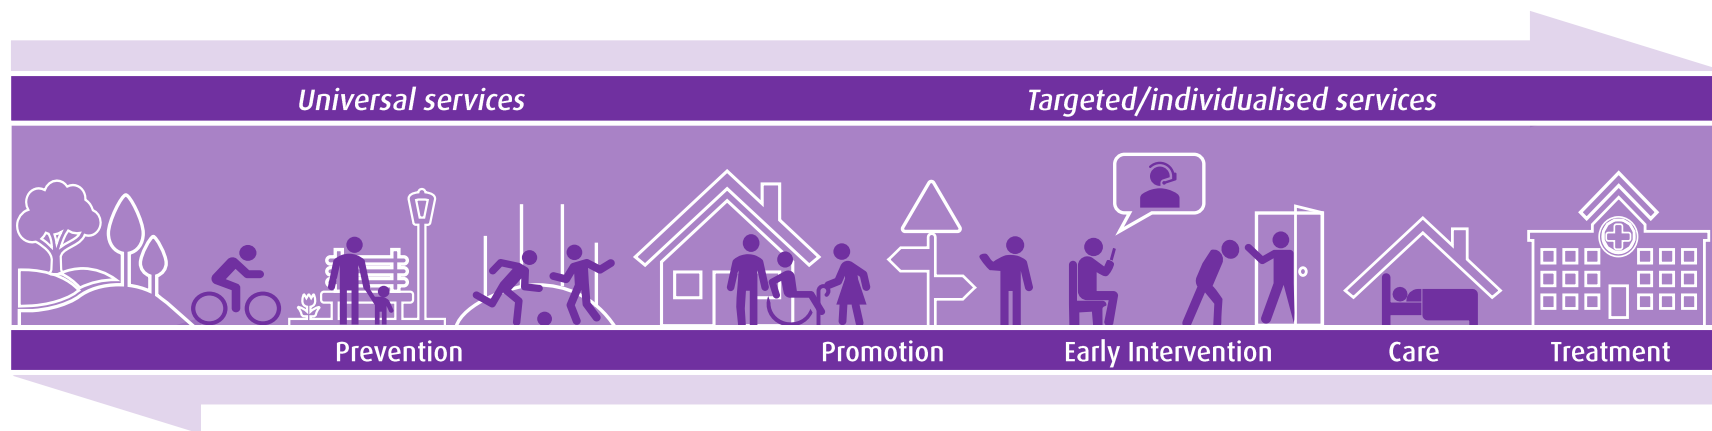 Universal services
Targeted/individualised services
Prevention
Promotion
Early Intervention
Care
Treatment